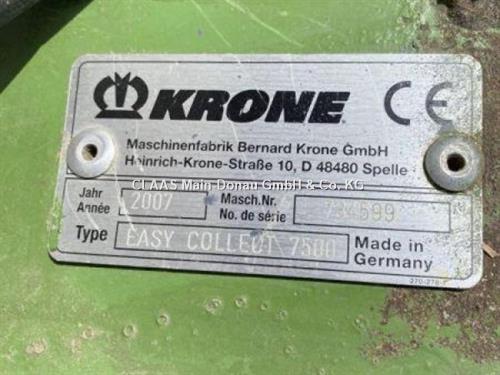 KRONE CE
Maschinenfabrik Bernard Krone GmbH
Heinrich-Krone-Straße 10, D 48480 Spelle
CLAAS Main-Donau GmbH & Co. KG
Jahr
Année
2007
Masch.Nr.
No. de série
Type EASY COLLECT 7500
Made in
Germany